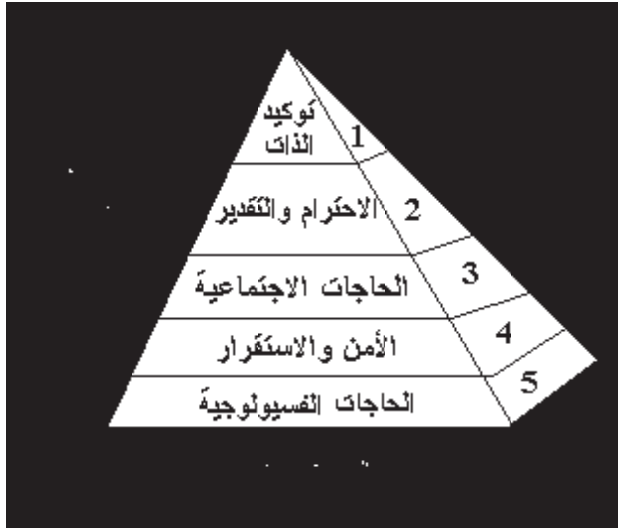 توكيد
الذات
1
الاحترام والتقدير
2
الحاجات الاجتماعية
3
الأمن والاستقرار
4
الحاجات الفسيولوجية
5